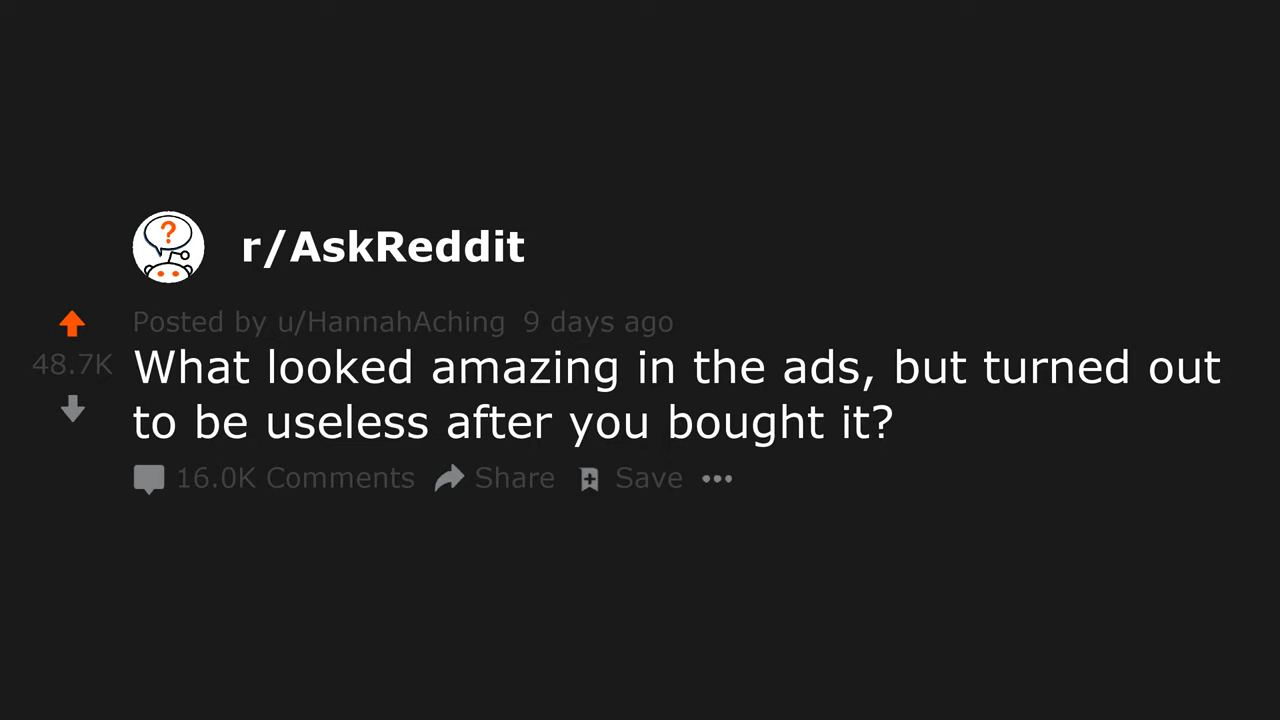 ?
r/AskReddit
Posted by u/HannahAching 9 days ago
48.7K
What looked amazing in the ads, but turned out
to be useless after you bought it?
16.0K Comments Share Save •••